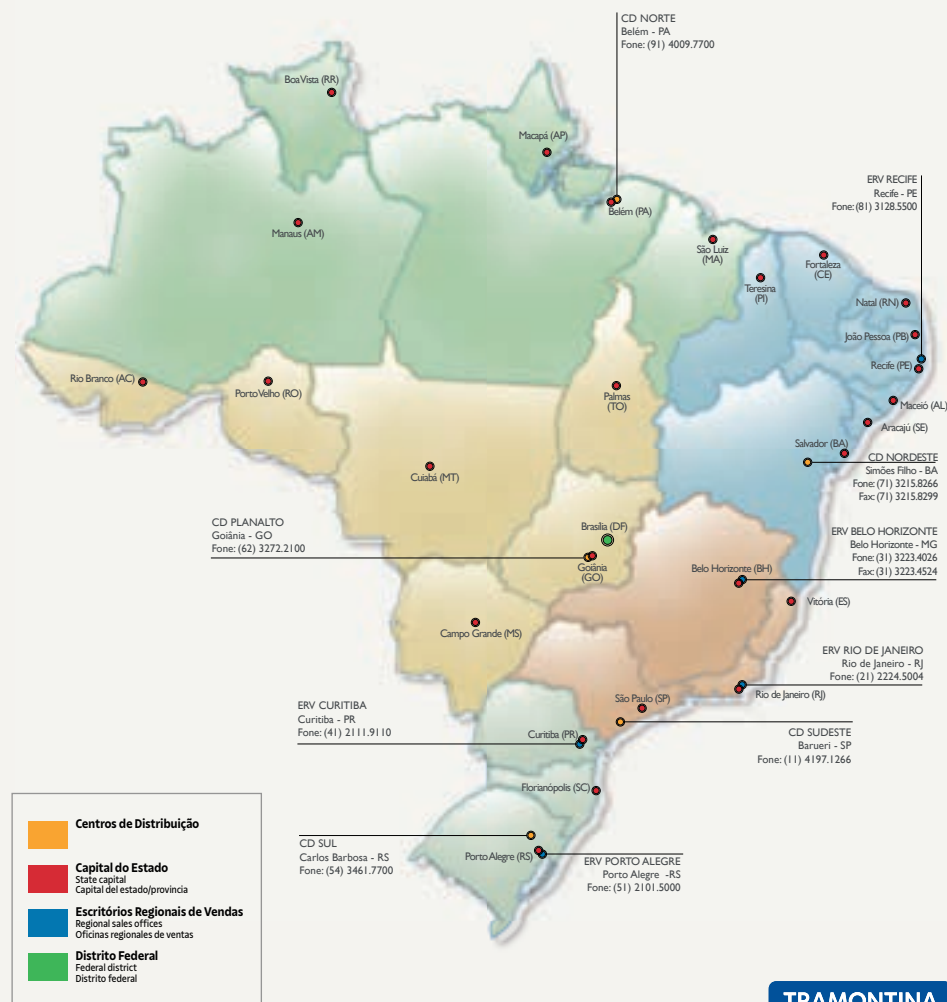 CD NORTE
Belém - PA
Fone: (91) 4009.7700
Boa Vista (RR)
Macapá (AP)
ERV RECIFE
Recife - PE
Fone: (81) 3128.5500
Belém (PA)
Manaus (AM)
São Luiz
(MA)
Fortaleza
(CE)
Teresina
(PI)
Natal (RN)
João Pessoa (PB)
Recife (PE)
Rio Branco (AC)
Porto Velho (RO)
Palmas
(TO)
Maceió (AL)
Aracajú (SE)
Salvador (BA)
CD NORDESTE
Simões Filho - BA
Fone: (71) 3215.8266
Fax: (71) 3215.8299
Cuiabá (MT)
CD PLANALTO
Goiânia - GO
Fone: (62) 3272.2100
Brasília (DF)
Goiânia
(GO)
ERV BELO HORIZONTE
Belo Horizonte - MG
Fone: (31) 3223.4026
Fax: (31) 3223.4524
Belo Horizonte (BH)
Vitória (ES)
Campo Grande (MS)
ERV RIO DE JANEIRO
Rio de Janeiro - RJ
Fone: (21) 2224.5004
Rio de Janeiro (RJ)
São Paulo (SP)
ERV CURITIBA
Curitiba - PR
Fone: (41) 2111.9110
Curitiba (PR)
CD SUDESTE
Barueri - SP
Fone: (11) 4197.1266
Florianópolis (SC)
CD SUL
Carlos Barbosa - RS
Fone: (54) 3461.7700
Porto Alegre (RS)
ERV PORTO ALEGRE
Porto Alegre -RS
Fone: (51) 2101.5000
Centros de Distribuição
Capital do Estado
State capital
Capital del estado/provincia
Escritórios Regionais de Vendas
Regional sales offices
Oficinas regionales de ventas
Distrito Federal
Federal district
Distrito federal
TRAMONTINA